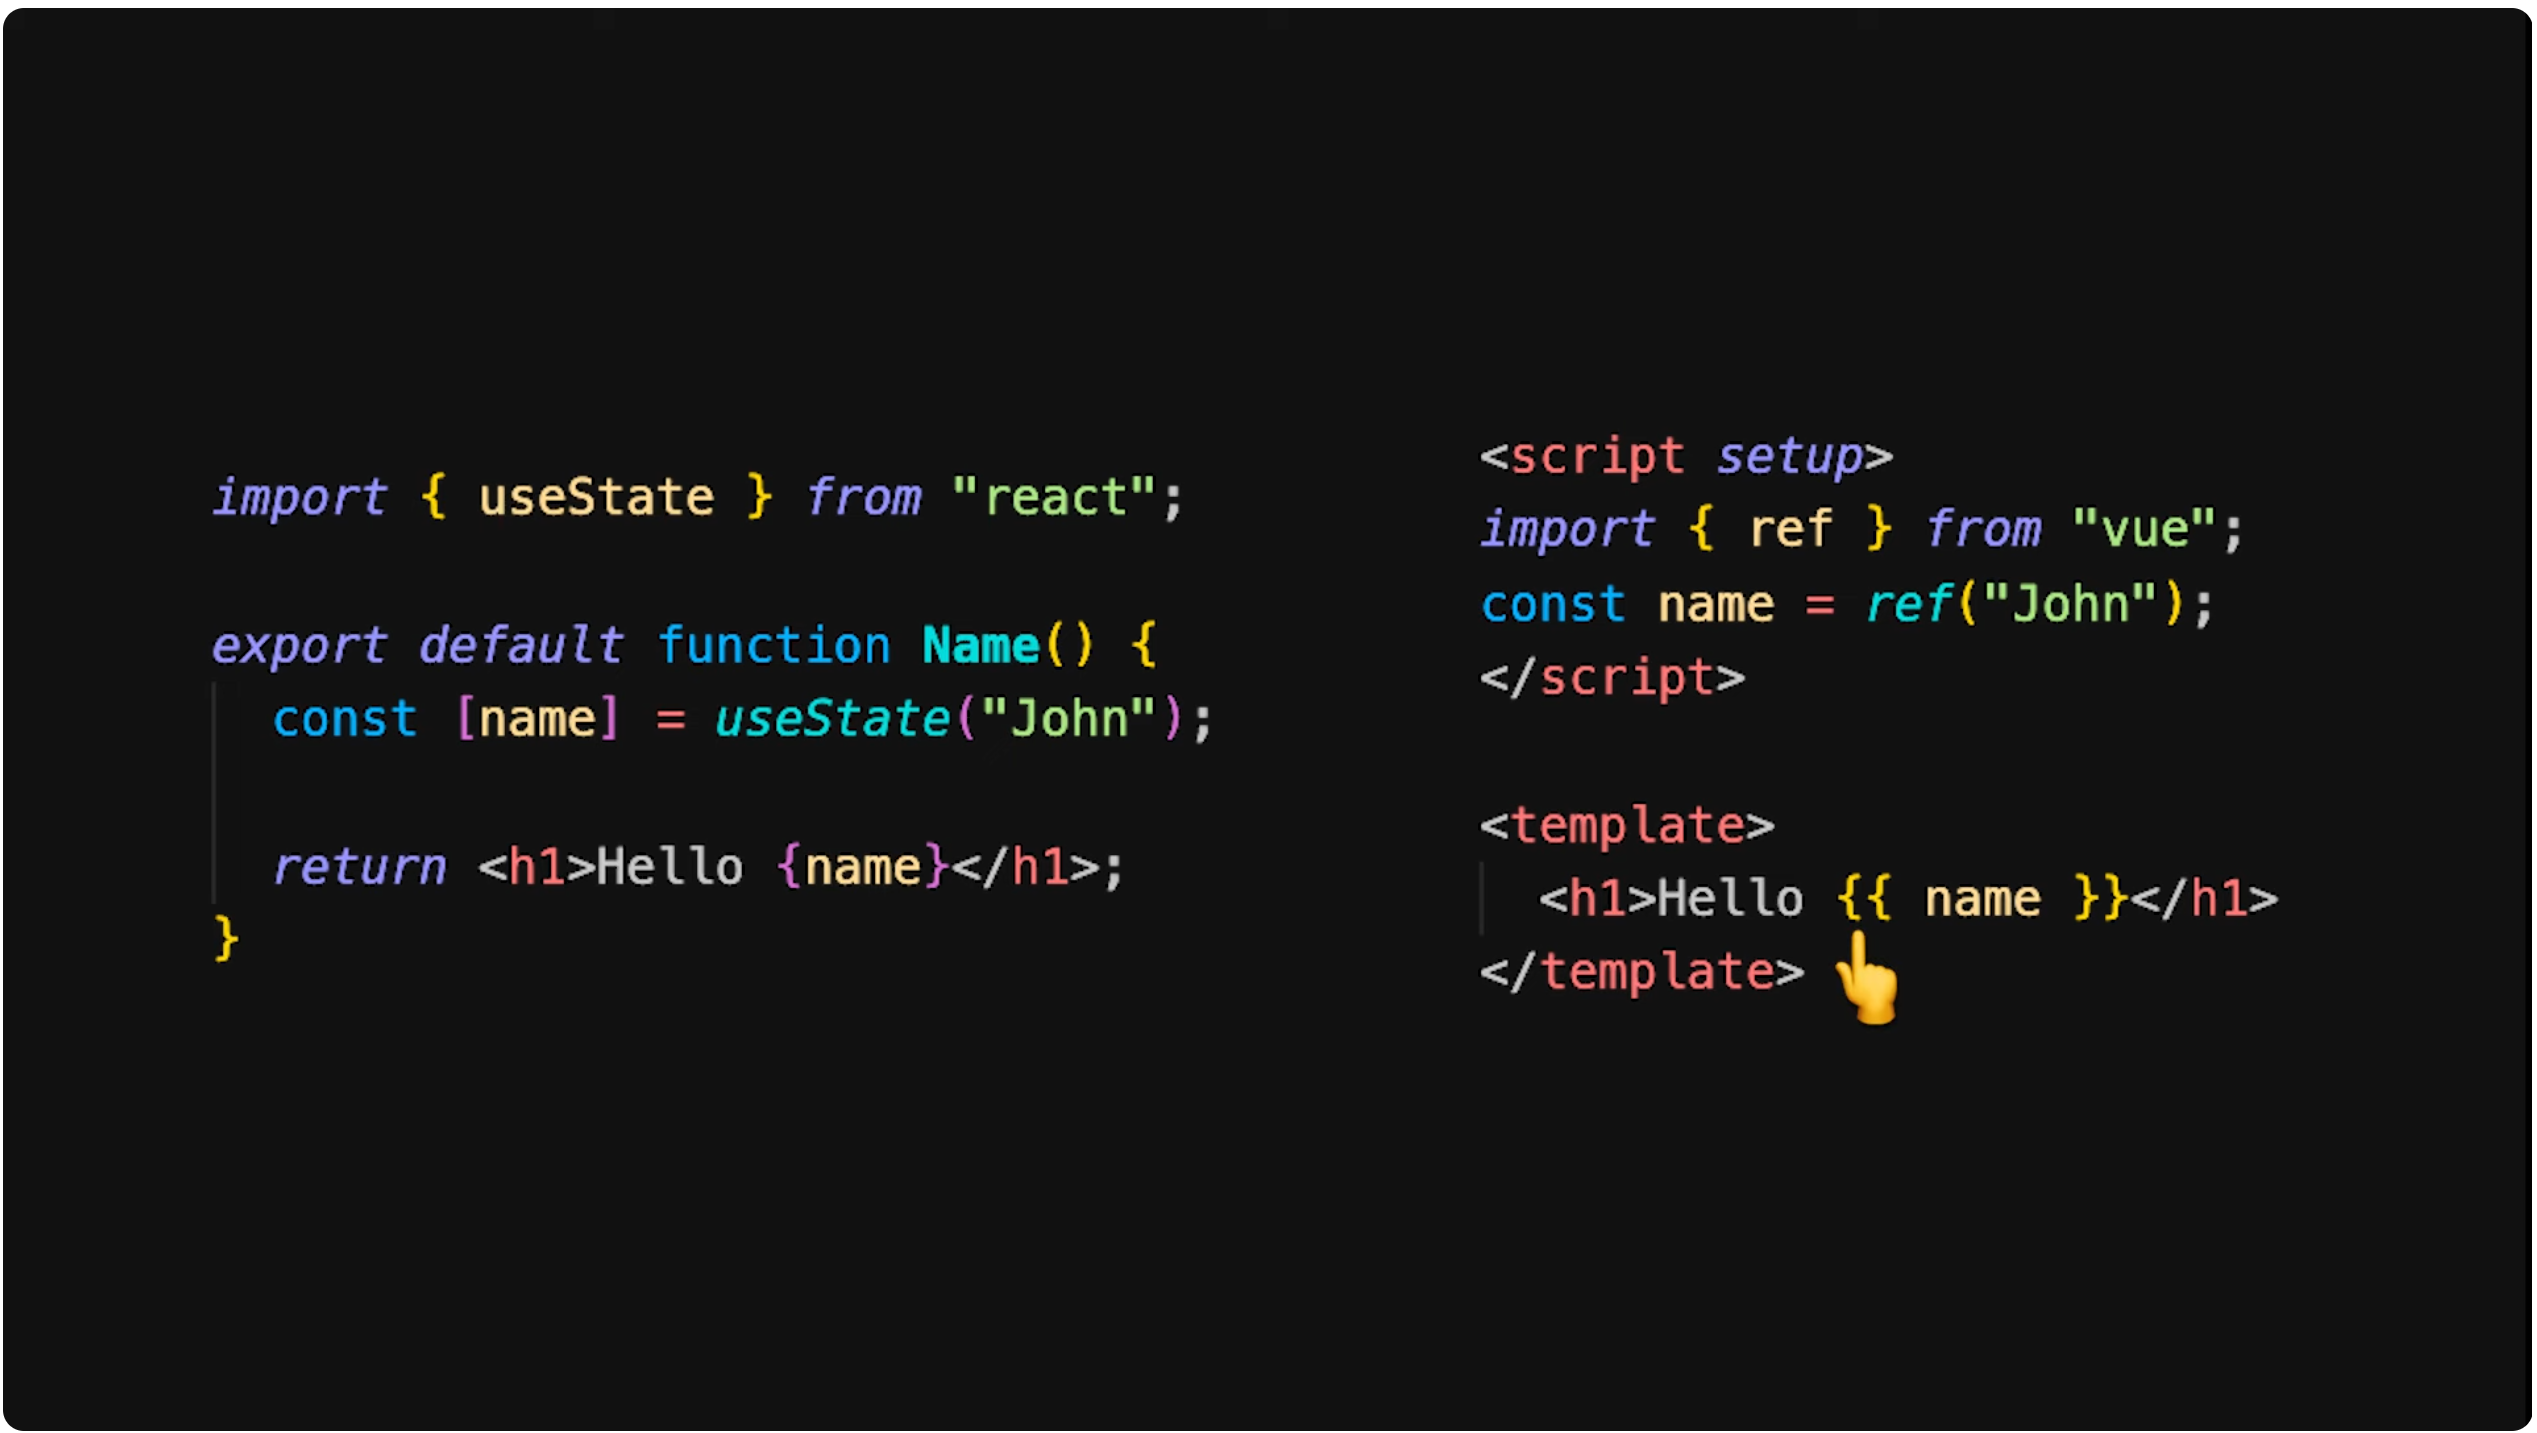 import { useState } from "react";
export default function Name() {
  const [name] = useState("John");
  return <h1>Hello {name}</h1>;
}
<script setup>
import { ref } from "vue";
const name = ref("John");
</script>
<template>
  <h1>Hello {{ name }}</h1>
</template>